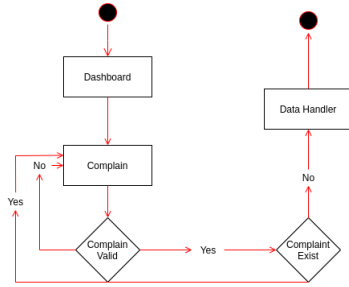 Dashboard
Data Handler
Complain
No
No
Yes
Complain
Valid
Yes
Complaint
Exist